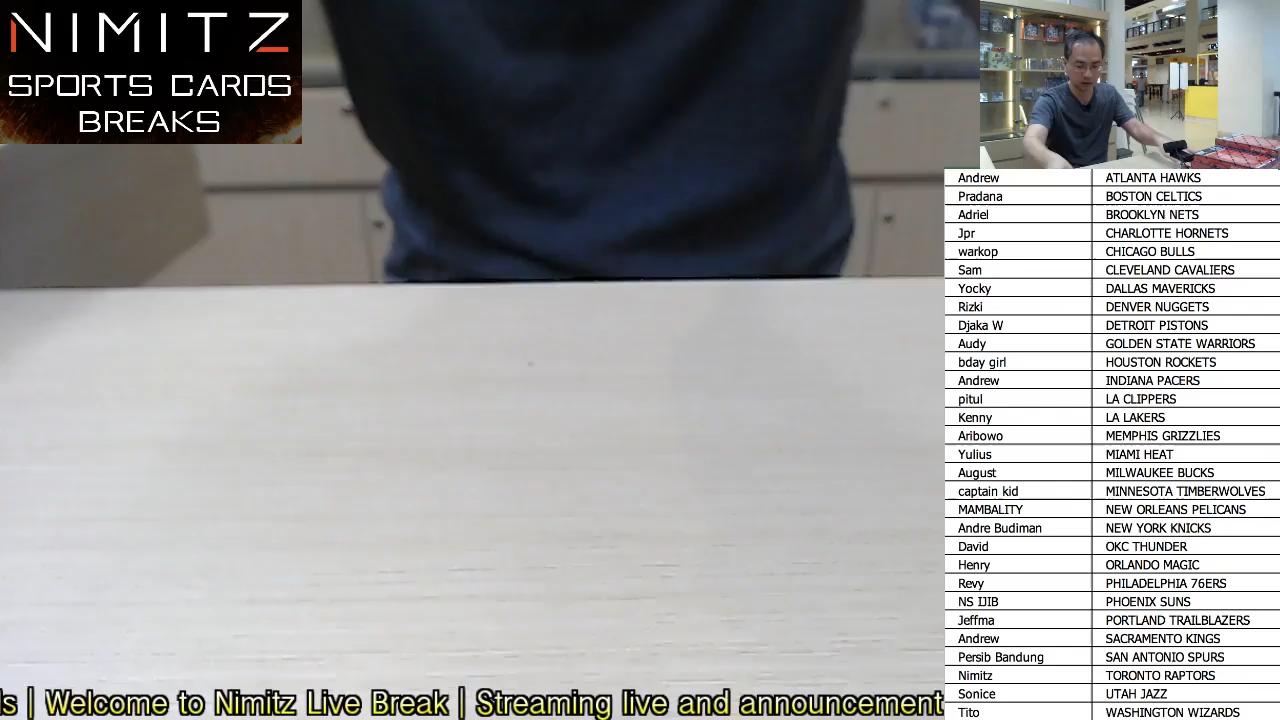 NIMITZ
SPORTS CARDS
BREAKS
Andrew ATLANTA HAWKS
Pradana BOSTON CELTICS
Adriel BROOKLYN NETS
Jpr CHARLOTTE HORNETS
warkop CHICAGO BULLS
Sam CLEVELAND CAVALIERS
Yocky DALLAS MAVERICKS
Rizki DENVER NUGGETS
Djaka W DETROIT PISTONS
Audy GOLDEN STATE WARRIORS
bday girl HOUSTON ROCKETS
Andrew INDIANA PACERS
pitul LA CLIPPERS
Kenny LA LAKERS
Aribowo MEMPHIS GRIZZLIES
Yulius MIAMI HEAT
August MILWAUKEE BUCKS
captain kid MINNESOTA TIMBERWOLVES
MAMBALITY NEW ORLEANS PELICANS
Andre Budiman NEW YORK KNICKS
David OKC THUNDER
Henry ORLANDO MAGIC
Revy PHILADELPHIA 76ERS
NS IJIB PHOENIX SUNS
Jeffma PORTLAND TRAILBLAZERS
Andrew SACRAMENTO KINGS
Persib Bandung SAN ANTONIO SPURS
Nimitz TORONTO RAPTORS
Sonice UTAH JAZZ
Tito WASHINGTON WIZARDS
ls | Welcome to Nimitz Live Break | Streaming live and announcement